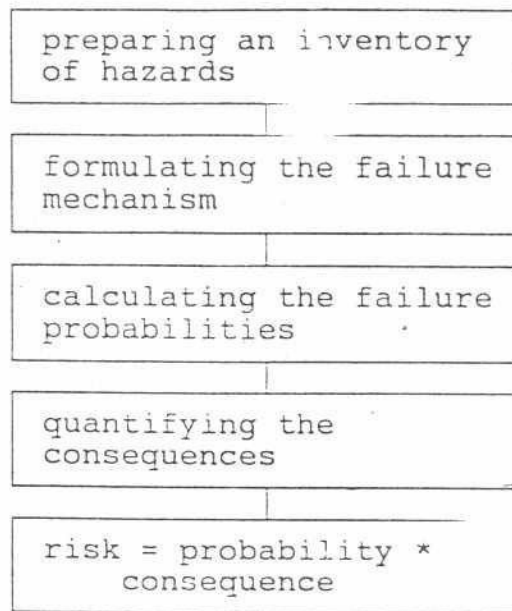 preparing an inventory
of hazards
formulating the failure
mechanism
calculating the failure
probabilities
quantifying the
consequences
risk = probability *
consequence